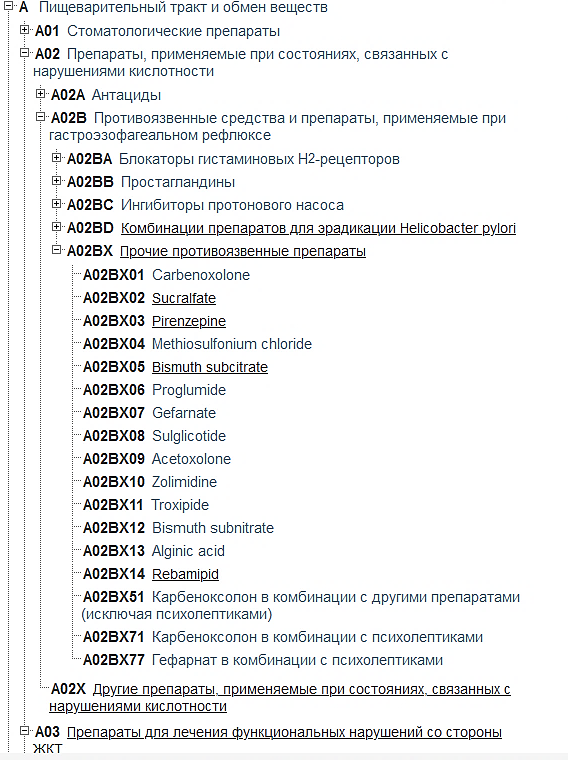 A Пищеварительный тракт и обмен веществ
A01 Стоматологические препараты
A02 Препараты, применяемые при состояниях, связанных с
нарушениями кислотности
A02A Антациды
A02B Противоязвенные средства и препараты, применяемые при
гастроэзофагеальном рефлюксе
A02BA Блокаторы гистаминовых H2-рецепторов
A02BB Простагландины
A02BC Ингибиторы протонового насоса
A02BD Комбинации препаратов для эрадикации Helicobacter pylori
A02BX Прочие противоязвенные препараты
A02BX01 Carbenoxolone
A02BX02 Sucralfate
A02BX03 Pirenzepine
A02BX04 Methiosulfonium chloride
A02BX05 Bismuth subcitrate
A02BX06 Proglumide
A02BX07 Gefarnate
A02BX08 Sulglicotide
A02BX09 Acetoxolone
A02BX10 Zolimidine
A02BX11 Troxipide
A02BX12 Bismuth subnitrate
A02BX13 Alginic acid
A02BX14 Rebamipid
A02BX51 Карбеноксолон в комбинации с другими препаратами
(исключая психолептиками)
A02BX71 Карбеноксолон в комбинации с психолептиками
A02BX77 Гефарнат в комбинации с психолептиками
A02X Другие препараты, применяемые при состояниях, связанных с
нарушениями кислотности
A03 Препараты для лечения функциональных нарушений со стороны
ЖКТ